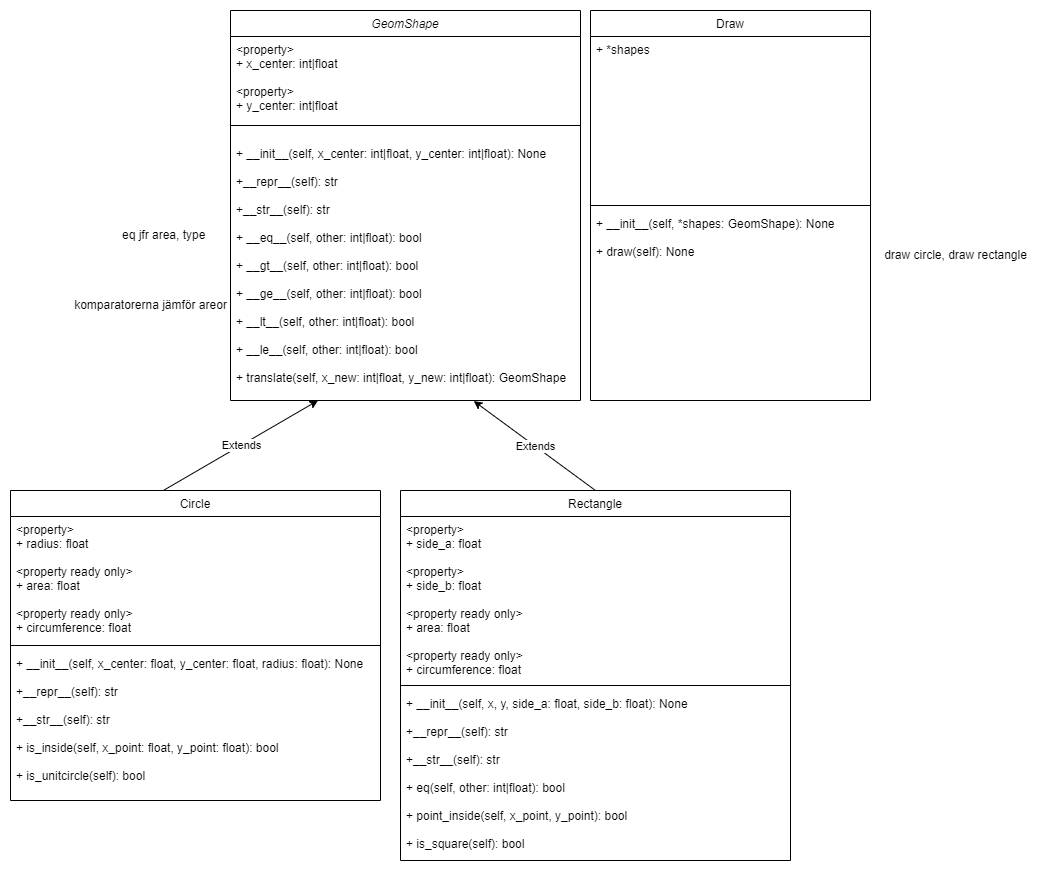 GeomShape
<property>
+ x_center: int|float
<property>
+ y_center: int|float
+ __init__(self, x_center: int|float, y_center: int|float): None
+__repr__(self): str
+__str__(self): str
+ __eq__(self, other: int|float): bool
+ __gt__(self, other: int|float): bool
+ __ge__(self, other: int|float): bool
+ __lt__(self, other: int|float): bool
+ __le__(self, other: int|float): bool
+ translate(self, x_new: int|float, y_new: int|float): GeomShape
Draw
+ *shapes
+ __init__(self, *shapes: GeomShape): None
+ draw(self): None
eq jfr area, type
komparatorerna jämför areor
draw circle, draw rectangle
Extends
Extends
Circle
<property>
+ radius: float
<property ready only>
+ area: float
<property ready only>
+ circumference: float
+ __init__(self, x_center: float, y_center: float, radius: float): None
+__repr__(self): str
+__str__(self): str
+ is_inside(self, x_point: float, y_point: float): bool
+ is_unitcircle(self): bool
Rectangle
<property>
+ side_a: float
<property>
+ side_b: float
<property ready only>
+ area: float
<property ready only>
+ circumference: float
+ __init__(self, x, y, side_a: float, side_b: float): None
+__repr__(self): str
+__str__(self): str
+ eq(self, other: int|float): bool
+ point_inside(self, x_point, y_point): bool
+ is_square(self): bool